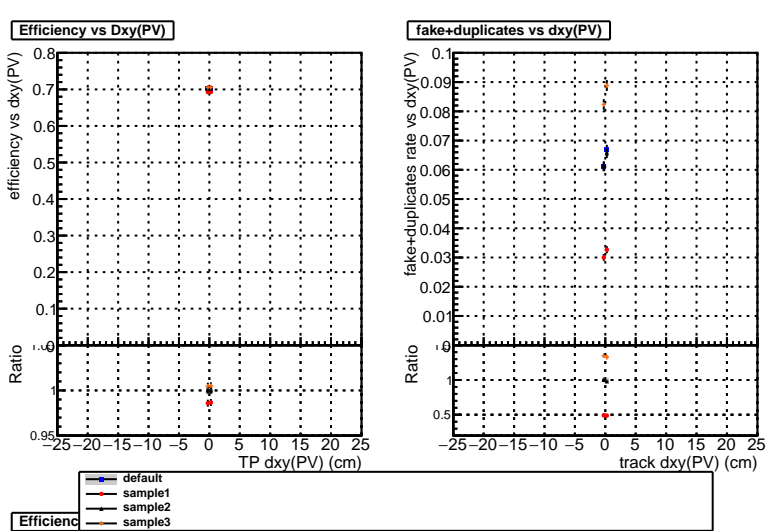 Efficiency vs Dxy(PV)
efficiency vs dxy(PV)
0.8
0.7
0.6
0.5
0.4
0.3
0.2
0.1
0
Ratio
1
0.95
−25 −20 −15 −10 −5 0 5 10 15 20 25
TP dxy(PV) (cm)
fake+duplicates vs dxy(PV)
fake+duplicates rate vs dxy(PV)
0.1
0.09
0.08
0.07
0.06
0.05
0.04
0.03
0.02
0.01
0
Ratio
1
0.5
−25 −20 −15 −10 −5 0 5 10 15 20 25
track dxy(PV) (cm)
default
sample1
sample2
sample3
Efficienc